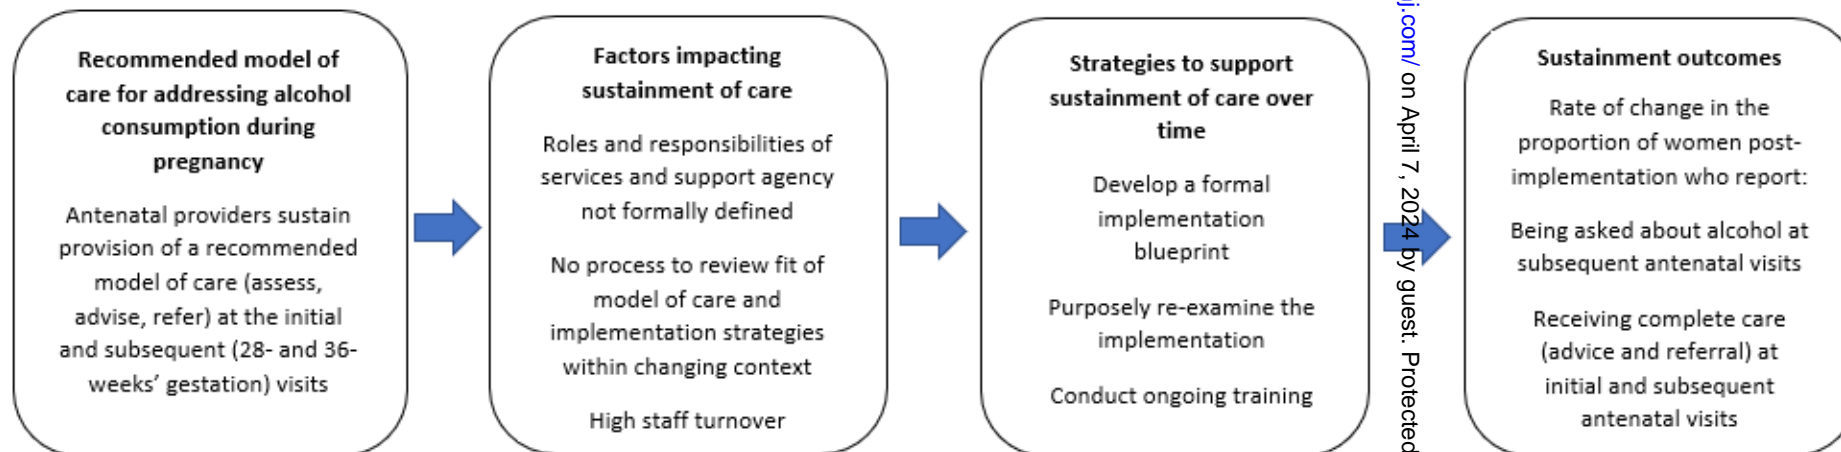 Recommended model of
care for addressing alcohol
consumption during
pregnancy
Antenatal providers sustain
provision of a recommended
model of care (assess,
advise, refer) at the initial
and subsequent (28- and 36-
weeks’ gestation) visits
Factors impacting
sustainment of care
Roles and responsibilities of
services and support agency
not formally defined
No process to review fit of
model of care and
implementation strategies
within changing context
High staff turnover
Strategies to support
sustainment of care over
time
Develop a formal
implementation
blueprint
Purposely re-examine the
implementation
Conduct ongoing training
Sustainment outcomes
Rate of change in the
proportion of women post-
implementation who report:
Being asked about alcohol at
subsequent antenatal visits
Receiving complete care
(advice and referral) at
initial and subsequent
antenatal visits
j.com/ on April 7, 2024 by guest. Protected